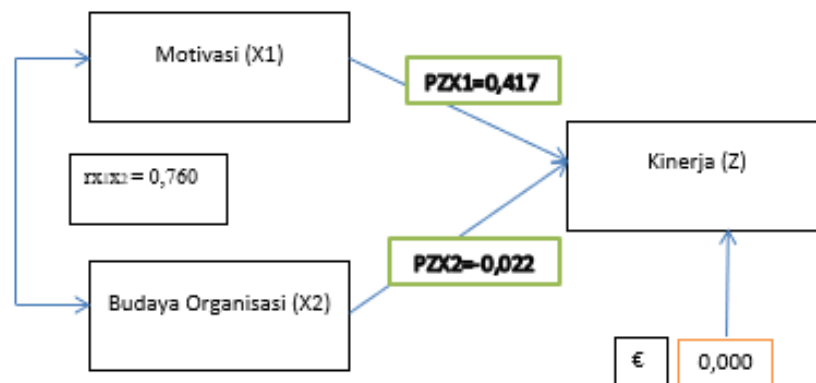 Motivasi (X1)
PZX1=0,417
Kinerja (Z)
rx1x2 = 0,760
PZX2=-0,022
Budaya Organisasi (X2)
€
0,000